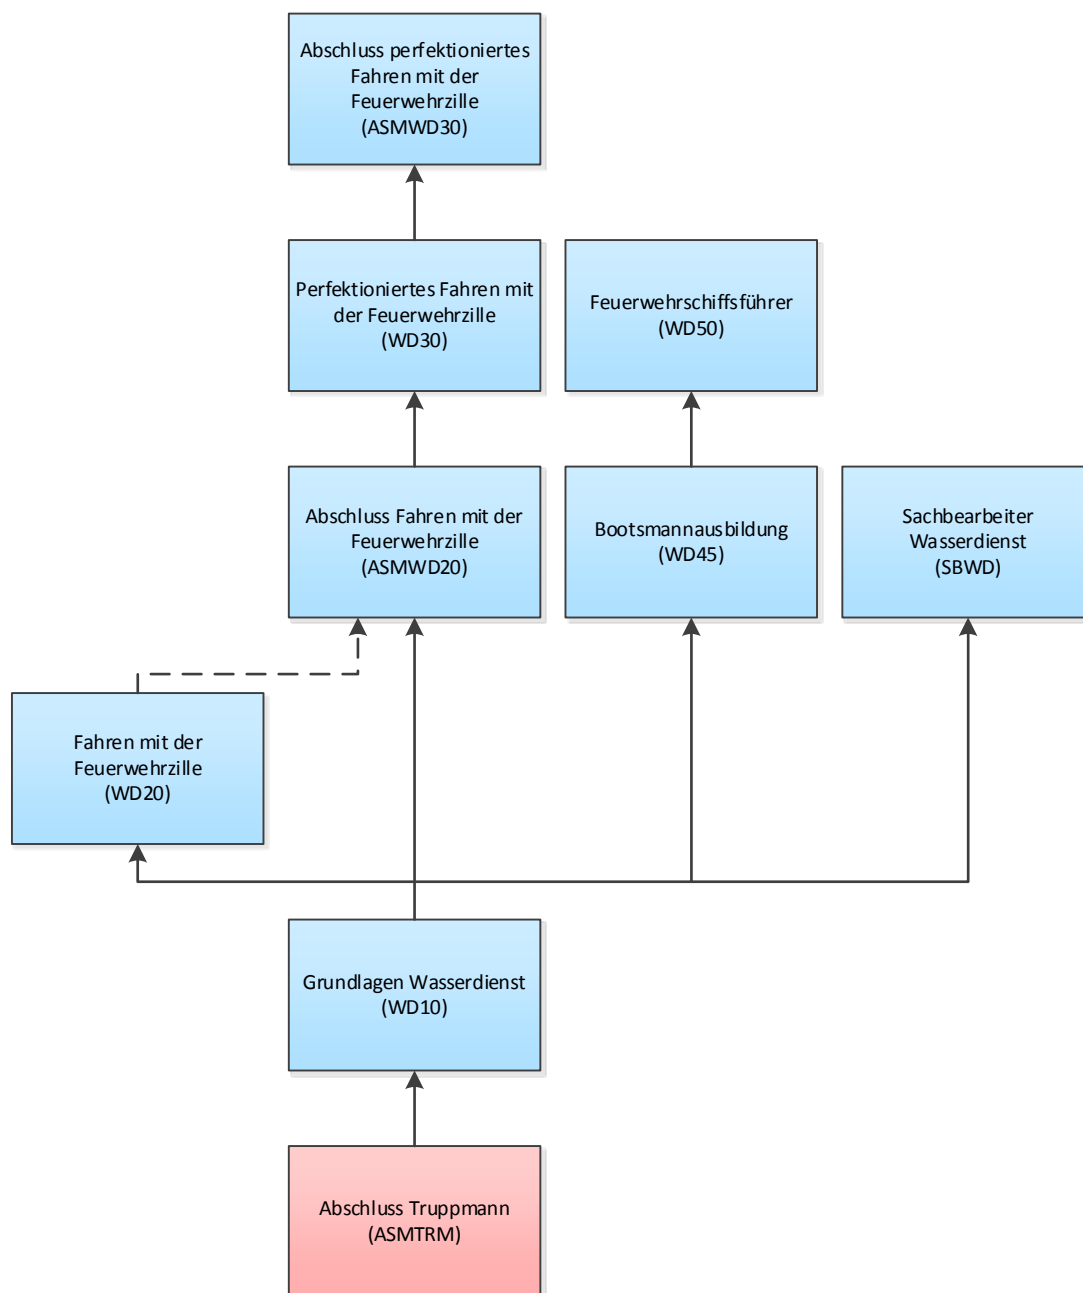 Abschluss perfektioniertes
Fahren mit der
Feuerwehrzille
(ASMWD30)
Perfektioniertes Fahren mit
der Feuerwehrzille
(WD30)
Feuerwehrschiffsführer
(WD50)
Abschluss Fahren mit der
Feuerwehrzille
(ASMWD20)
Bootsmannausbildung
(WD45)
Sachbearbeiter
Wasserdienst
(SBWD)
Fahren mit der
Feuerwehrzille
(WD20)
Grundlagen Wasserdienst
(WD10)
Abschluss Truppmann
(ASMTRM)